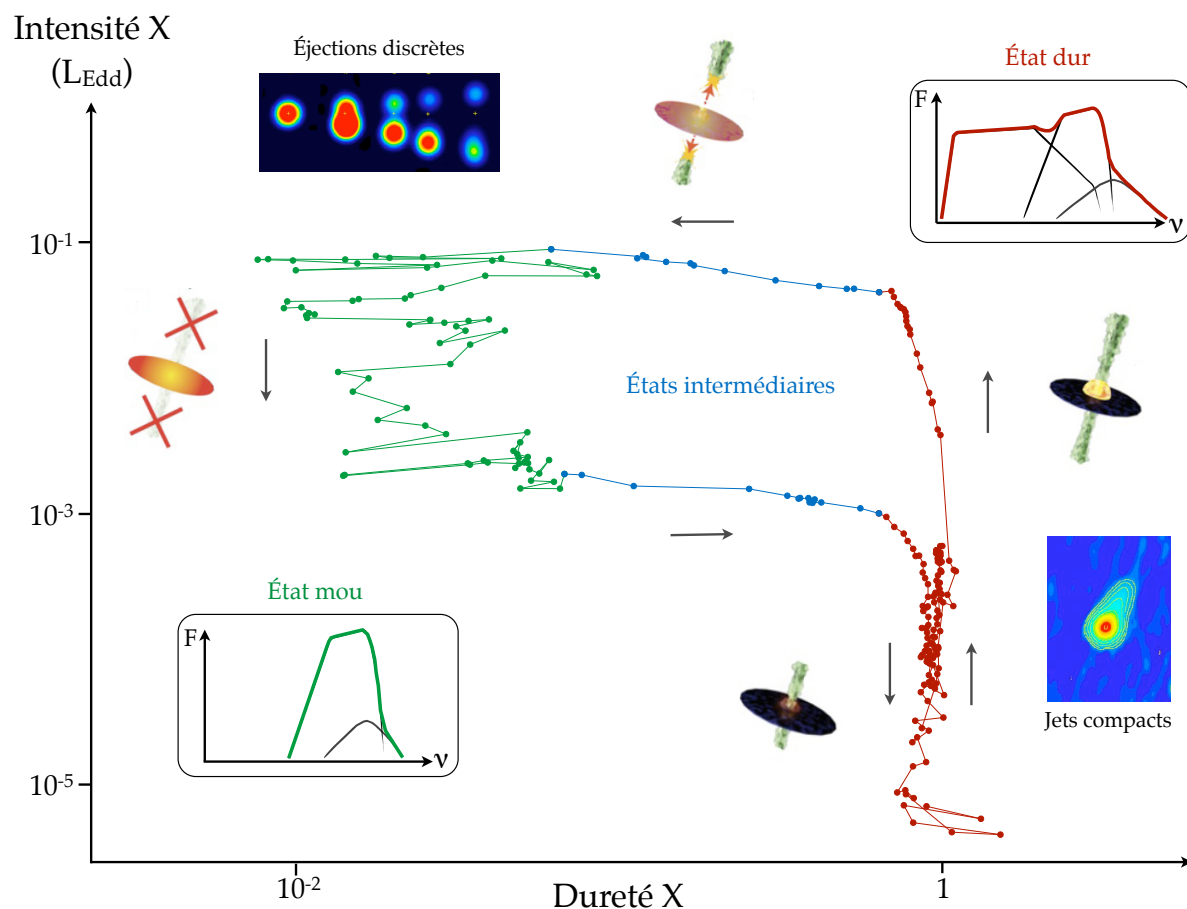 Intensité X
(L_Edd)
Éjections discrètes
État dur
F
ν
10⁻¹
États intermédiaires
10⁻³
État mou
F
ν
Jets compacts
10⁻⁵
10⁻²
Dureté X
1